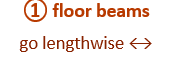 ① floor beams
go lengthwise ↔